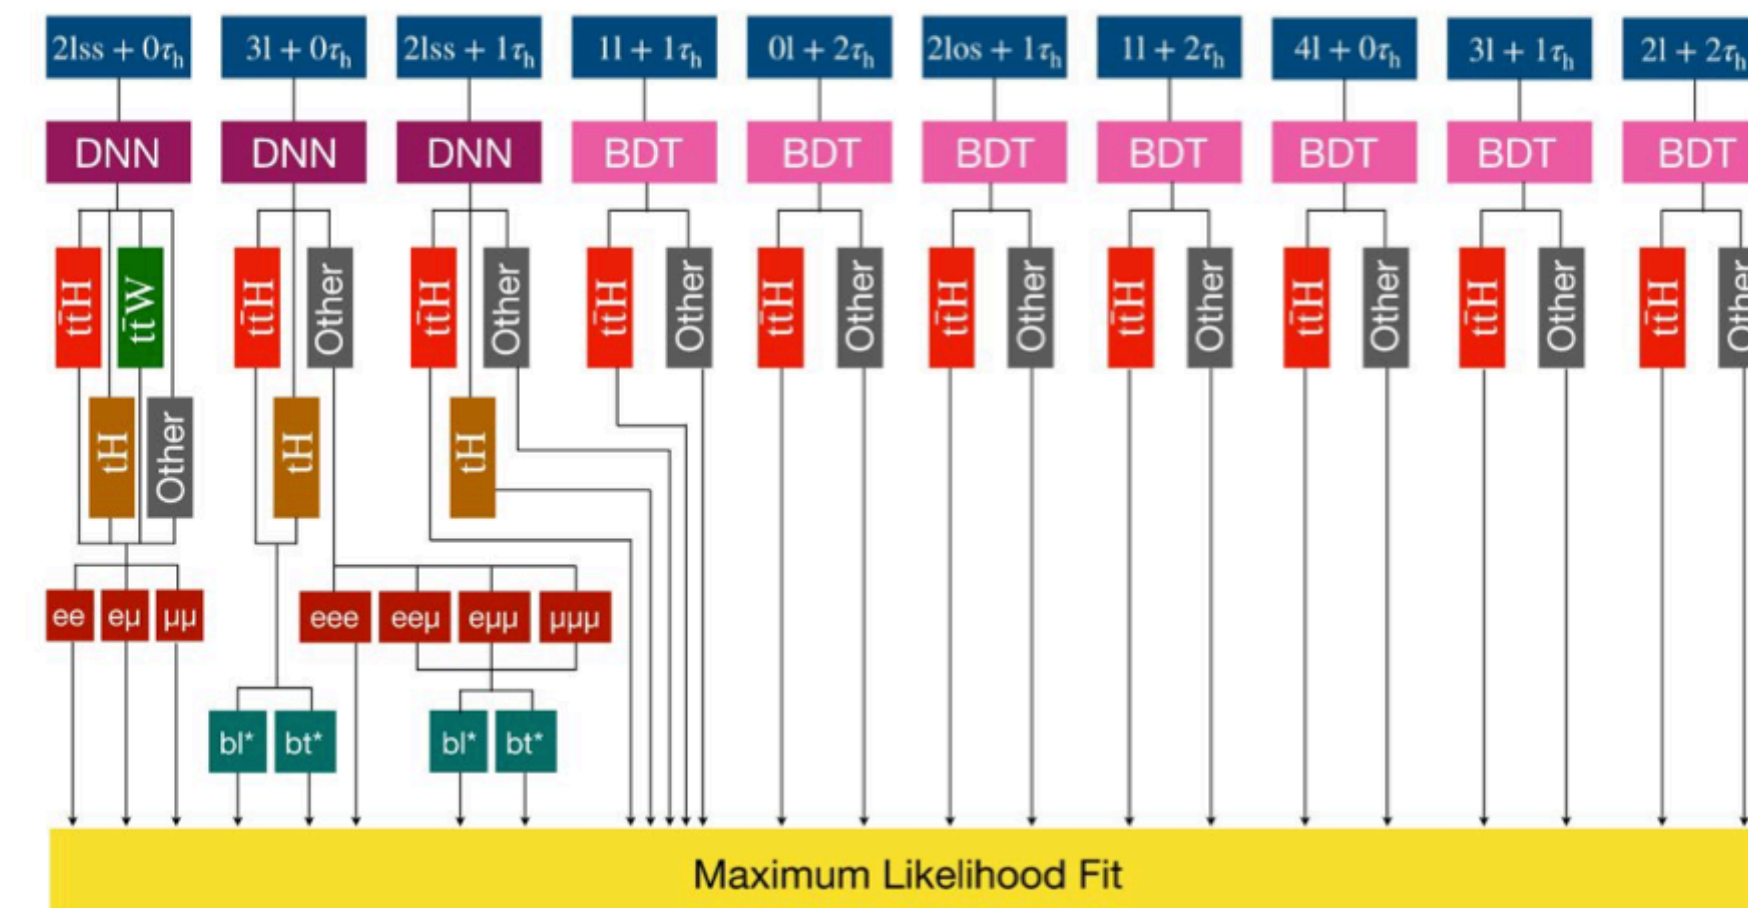 2lss + 0τh
3l + 0τh
2lss + 1τh
1l + 1τh
0l + 2τh
2los + 1τh
1l + 2τh
4l + 0τh
3l + 1τh
2l + 2τh
DNN
DNN
DNN
BDT
BDT
BDT
BDT
BDT
BDT
BDT
tt̄H
tt̄W
tt̄H
Other
tt̄H
Other
tt̄H
Other
tt̄H
Other
tt̄H
Other
tt̄H
Other
tt̄H
Other
tt̄H
Other
tt̄H
Other
tH
Other
tH
tH
ee
eμ
μμ
eee
eeμ
eμμ
μμμ
bl*
bt*
bl*
bt*
Maximum Likelihood Fit